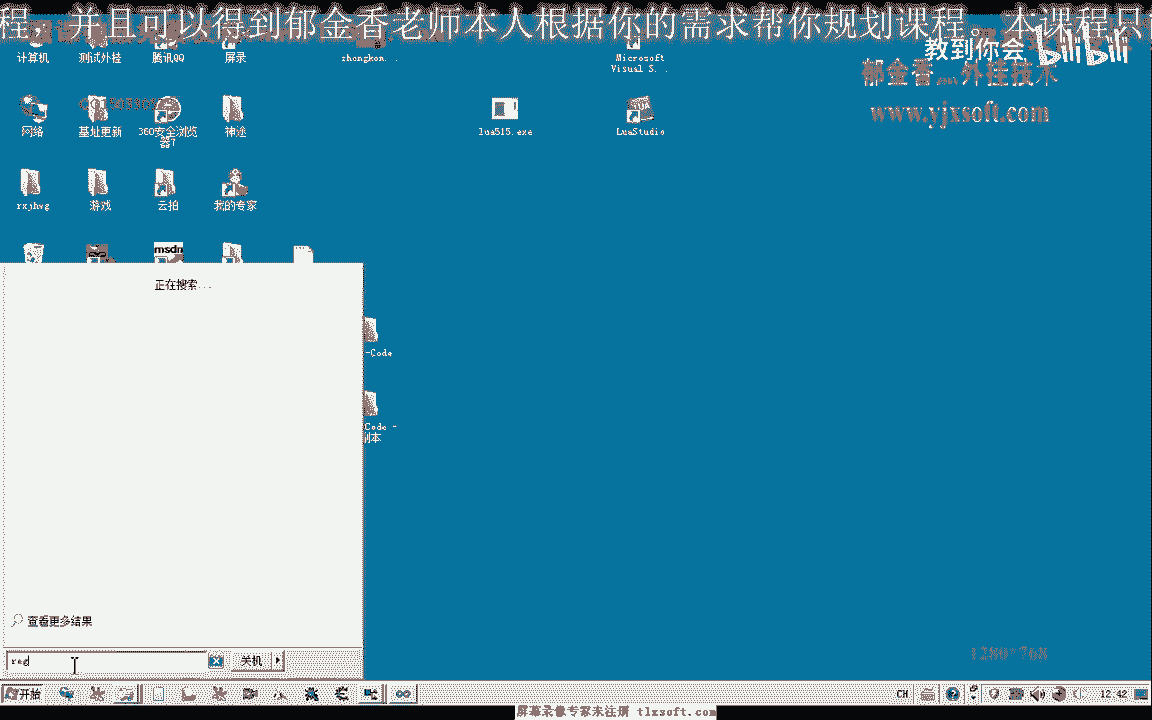 程，并且可以得到郁金香老师本人根据你的需求帮你规划课程。本课程只
教到你会
bilibili
郁金香 外挂技术
www.yjxsoft.com
计算机
测试外挂
腾讯QQ
屏录
zhongkon...
Microsoft Visual S...
网络
基址更新
360安全浏览器7
神途
lua515.exe
LuaStudio
rxjhwg
游戏
云拍
我的专家
msdn
正在搜索...
-Code
Code -
副本
查看更多结果
reg
关机
1280*768
开始
CH
12:42
屏幕录像专家未注册 tlxsoft.com